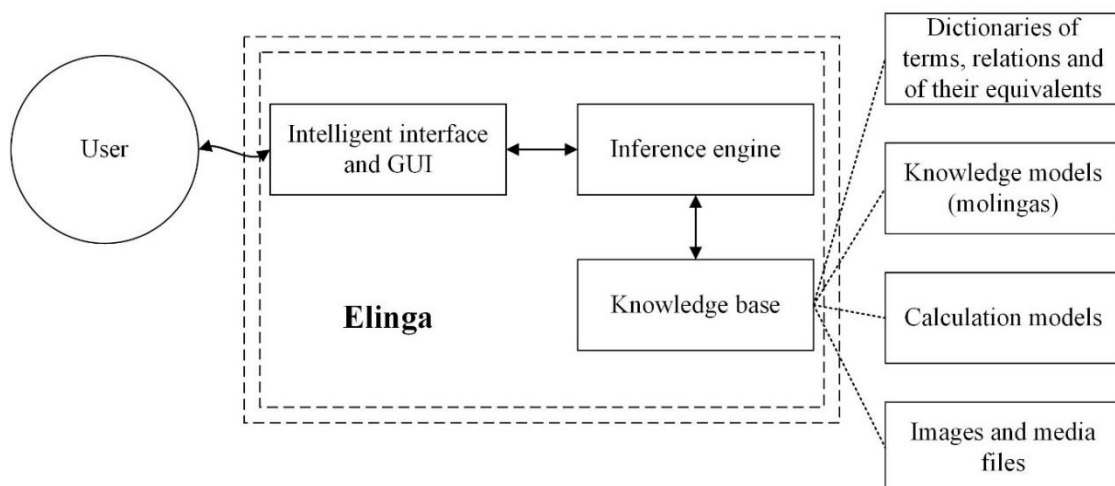 User
Intelligent interface
and GUI
Inference engine
Elinga
Knowledge base
Dictionaries of
terms, relations and
of their equivalents
Knowledge models
(molingas)
Calculation models
Images and media
files